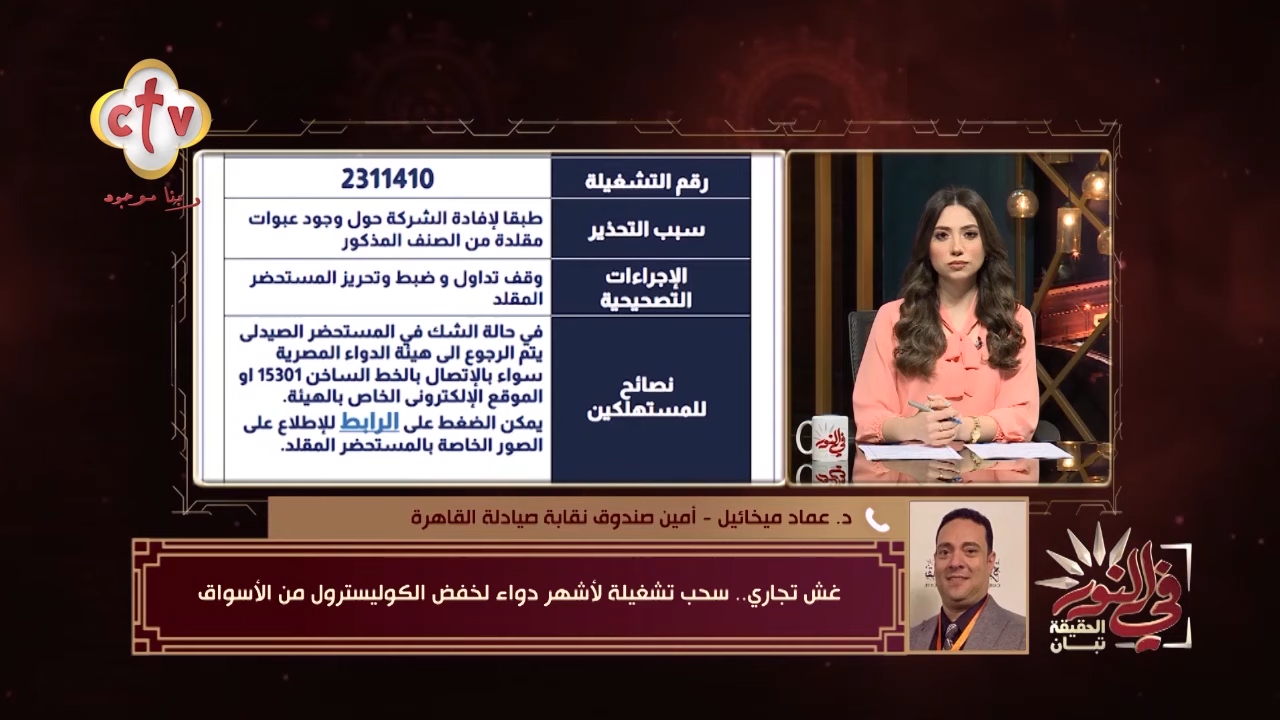 ctv
ربنا موجود
رقم التشغيلة
2311410
سبب التحذير
طبقا لإفادة الشركة حول وجود عبوات
مقلدة من الصنف المذكور
الإجراءات
التصحيحية
وقف تداول و ضبط وتحريز المستحضر
المقلد
نصائح
للمستهلكين
في حالة الشك في المستحضر الصيدلى
يتم الرجوع الى هيئة الدواء المصرية
سواء بالإتصال بالخط الساخن 15301 او
الموقع الإلكترونى الخاص بالهيئة.
يمكن الضغط على الرابط للإطلاع على
الصور الخاصة بالمستحضر المقلد.
في النور
د. عماد ميخائيل - أمين صندوق نقابة صيادلة القاهرة
غش تجاري.. سحب تشغيلة لأشهر دواء لخفض الكوليسترول من الأسواق
في النور
الحقيقة
تبان